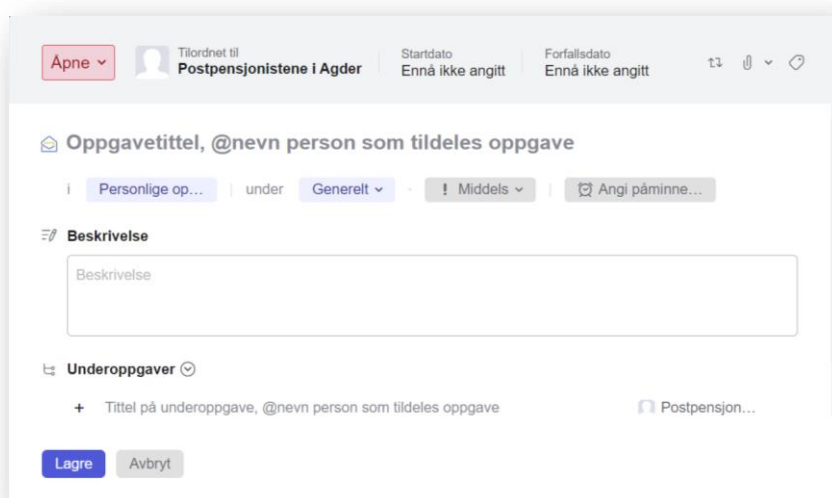 Åpne
Tilordnet til
Postpensjonistene i Agder
Startdato
Ennå ikke angitt
Forfallsdato
Ennå ikke angitt
Oppgavetittel, @nevn person som tildeles oppgave
i Personlige op... | under Generelt · ! Middels | Angi påminne...
Beskrivelse
Beskrivelse
Underoppgaver
+ Tittel på underoppgave, @nevn person som tildeles oppgave Postpensjon...
Lagre Avbryt